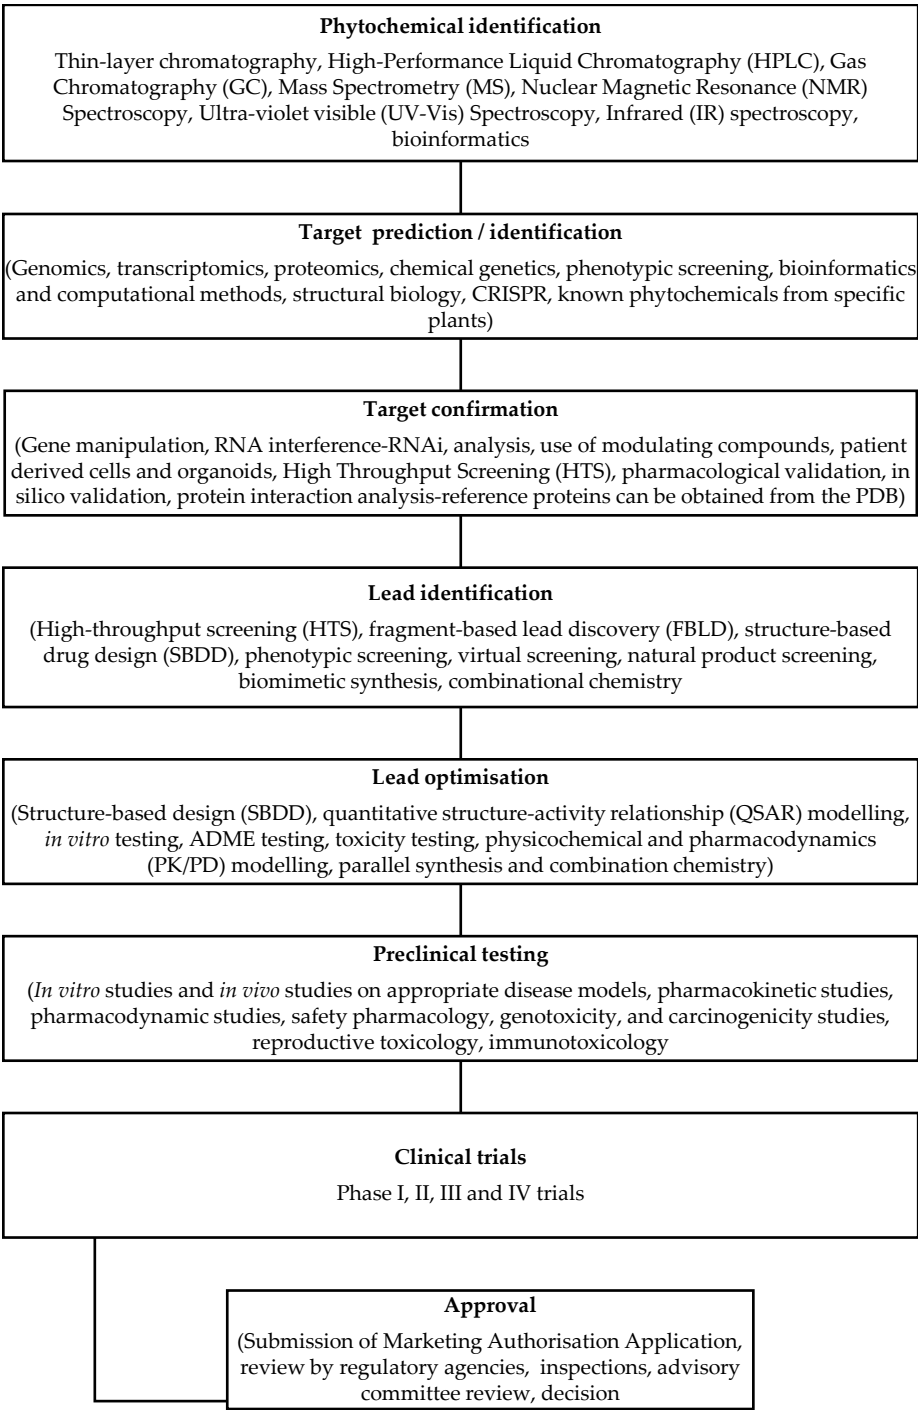 Phytochemical identification
Thin-layer chromatography, High-Performance Liquid Chromatography (HPLC), Gas
Chromatography (GC), Mass Spectrometry (MS), Nuclear Magnetic Resonance (NMR)
Spectroscopy, Ultra-violet visible (UV-Vis) Spectroscopy, Infrared (IR) spectroscopy,
bioinformatics
Target prediction / identification
(Genomics, transcriptomics, proteomics, chemical genetics, phenotypic screening, bioinformatics
and computational methods, structural biology, CRISPR, known phytochemicals from specific
plants)
Target confirmation
(Gene manipulation, RNA interference-RNAi, analysis, use of modulating compounds, patient
derived cells and organoids, High Throughput Screening (HTS), pharmacological validation, in
silico validation, protein interaction analysis-reference proteins can be obtained from the PDB)
Lead identification
(High-throughput screening (HTS), fragment-based lead discovery (FBLD), structure-based
drug design (SBDD), phenotypic screening, virtual screening, natural product screening,
biomimetic synthesis, combinational chemistry
Lead optimisation
(Structure-based design (SBDD), quantitative structure-activity relationship (QSAR) modelling,
in vitro testing, ADME testing, toxicity testing, physicochemical and pharmacodynamics
(PK/PD) modelling, parallel synthesis and combination chemistry)
Preclinical testing
(In vitro studies and in vivo studies on appropriate disease models, pharmacokinetic studies,
pharmacodynamic studies, safety pharmacology, genotoxicity, and carcinogenicity studies,
reproductive toxicology, immunotoxicology
Clinical trials
Phase I, II, III and IV trials
Approval
(Submission of Marketing Authorisation Application,
review by regulatory agencies, inspections, advisory
committee review, decision